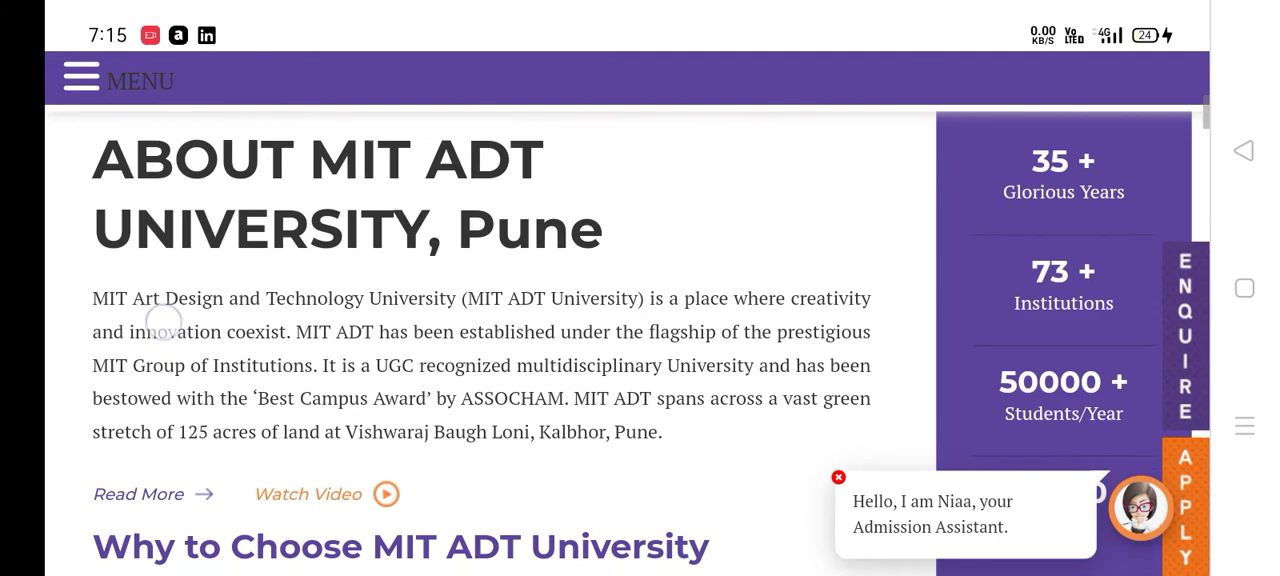 7:15
a
in
0.00
KB/S
Vo
LTED
4G
24
MENU
ABOUT MIT ADT
UNIVERSITY, Pune
MIT Art Design and Technology University (MIT ADT University) is a place where creativity
and innovation coexist. MIT ADT has been established under the flagship of the prestigious
MIT Group of Institutions. It is a UGC recognized multidisciplinary University and has been
bestowed with the ‘Best Campus Award’ by ASSOCHAM. MIT ADT spans across a vast green
stretch of 125 acres of land at Vishwaraj Baugh Loni, Kalbhor, Pune.
Read More
Watch Video
Why to Choose MIT ADT University
35 +
Glorious Years
73 +
Institutions
50000 +
Students/Year
ENQUIRE
APPLY
Hello, I am Niaa, your
Admission Assistant.